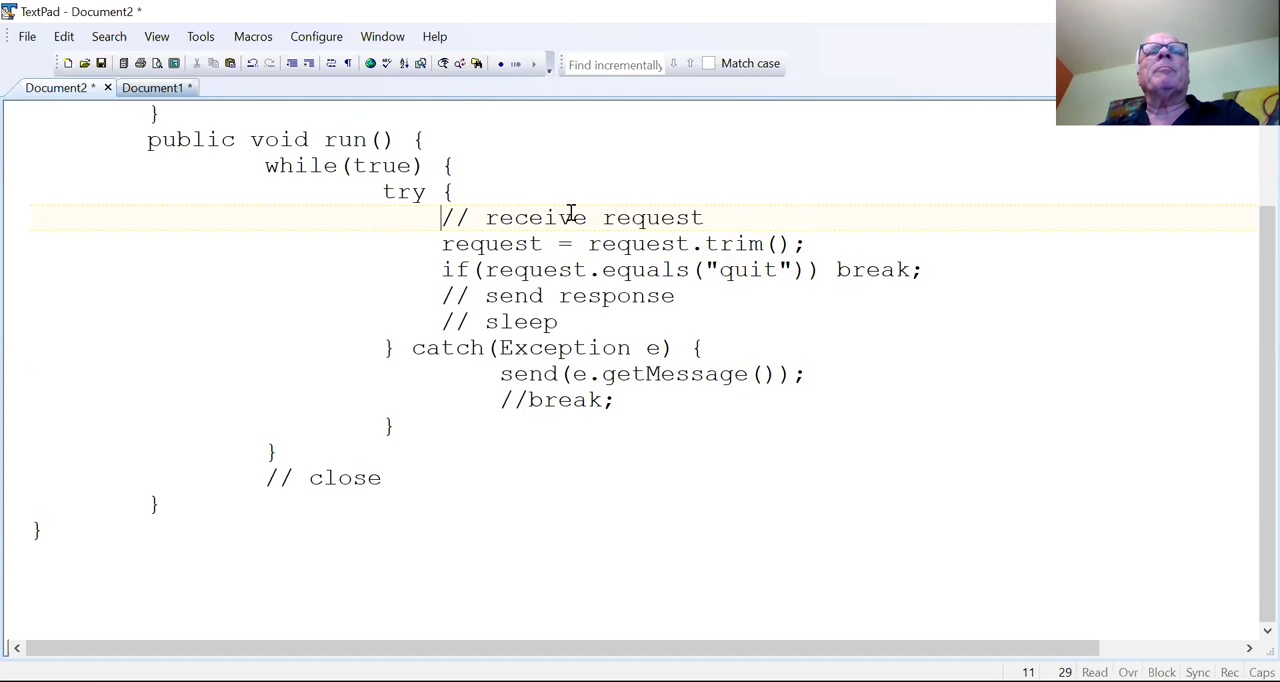 TextPad - Document2 *
File Edit Search View Tools Macros Configure Window Help
Find incrementally Match case
Document2 * Document1 *
}
public void run() {
while(true) {
try {
// receive request
request = request.trim();
if(request.equals("quit")) break;
// send response
// sleep
} catch(Exception e) {
send(e.getMessage());
//break;
}
}
// close
}
}
11 29 Read Ovr Block Sync Rec Caps